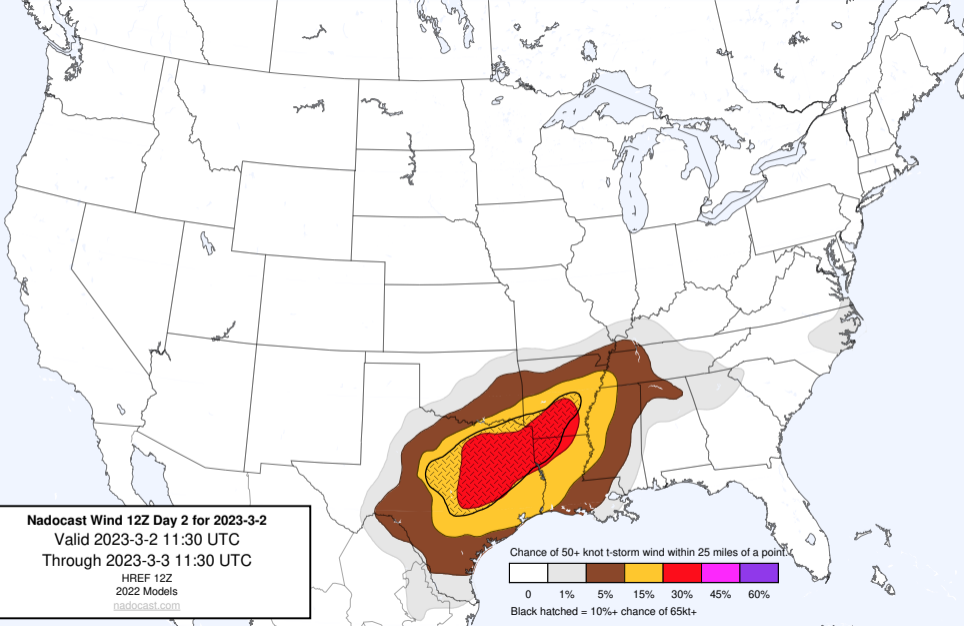 Nadocast Wind 12Z Day 2 for 2023-3-2
Valid 2023-3-2 11:30 UTC
Through 2023-3-3 11:30 UTC
HREF 12Z
2022 Models
nadocast.com
Chance of 50+ knot t-storm wind within 25 miles of a point.
0 1% 5% 15% 30% 45% 60%
Black hatched = 10%+ chance of 65kt+